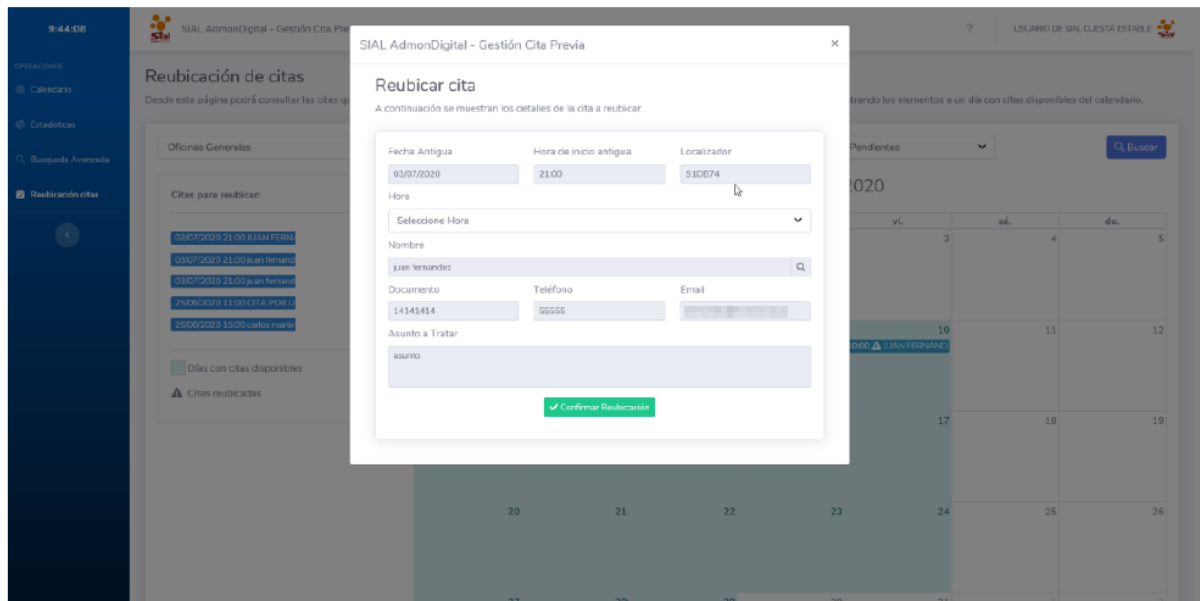 9:44:08
SIAL AdmonDigital - Gestión Cita Pre
?
USUARIO DE SIAL CUESTA ESTABLE
OPERACIONES
Calendario
Estadísticas
Busqueda Avanzada
Reubicación citas
Reubicación de citas
Desde esta página podrá consultar las citas qu
trando los elementos a un día con citas disponibles del calendario.
Oficinas Generales
Pendientes
Buscar
Citas para reubicar:
02/07/2020 21:00 JUAN FERN
03/07/2020 21:00 juan fernand
03/07/2020 21:00 juan fernand
25/06/2020 11:00 CITA POR LI
26/06/2020 15:00 carlos martir
Días con citas disponibles
Citas reubicadas
SIAL AdmonDigital - Gestión Cita Previa
×
Reubicar cita
A continuación se muestran los detalles de la cita a reubicar.
Fecha Antigua
Hora de inicio antigua
Localizador
03/07/2020
21:00
S1DB74
Hora
Seleccione Hora
Nombre
juan fernandez
Documento
Teléfono
Email
14141414
55555
Asunto a Tratar
asunto
Confirmar Reubicación
2020
vi.
sá.
do.
3
4
5
10
11
12
JUAN FERNAND
17
18
19
20
21
22
23
24
25
26